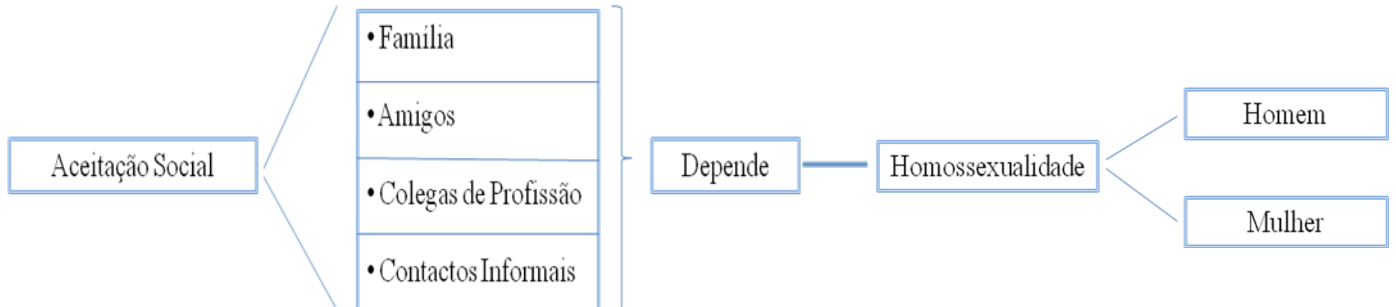 Aceitação Social
• Família
• Amigos
• Colegas de Profissão
• Contactos Informais
Depende
Homossexualidade
Homem
Mulher